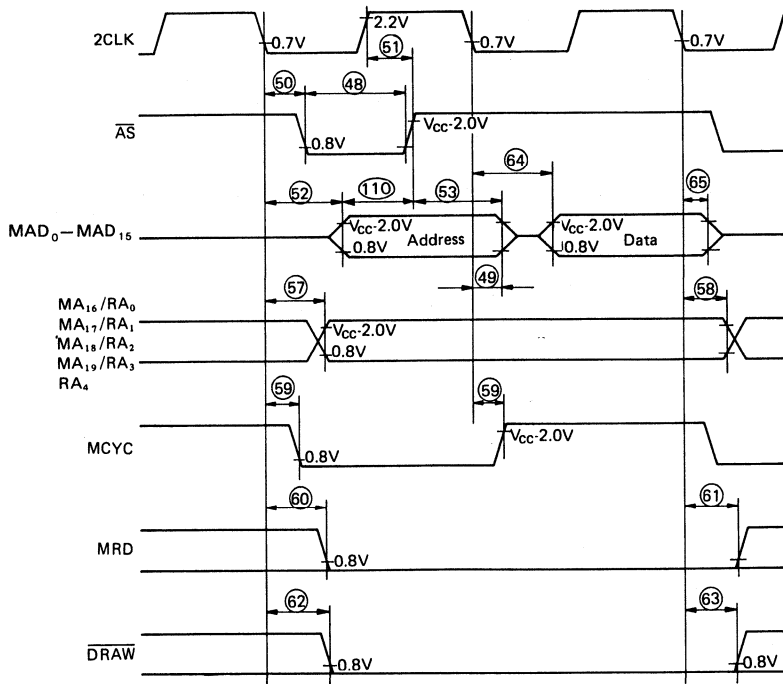 2CLK
0.7V
2.2V
51
0.7V
0.7V
50
48
AS
0.8V
VCC-2.0V
64
52
110
53
65
MAD0—MAD15
VCC-2.0V
0.8V
Address
VCC-2.0V
0.8V
Data
49
57
58
MA16/RA0
MA17/RA1
MA18/RA2
MA19/RA3
RA4
VCC-2.0V
0.8V
59
59
MCYC
0.8V
VCC-2.0V
60
61
MRD
0.8V
0.8V
62
63
DRAW
0.8V
0.8V